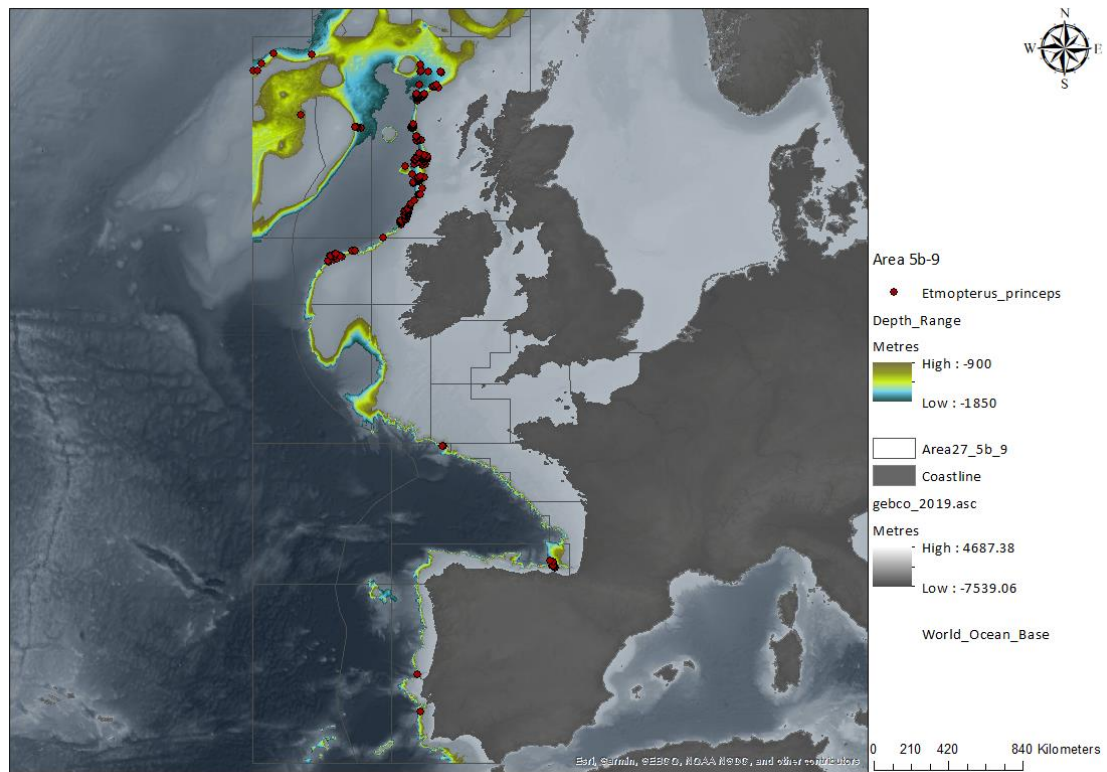 N
W E
S
Area 5b-9
Etmopterus_princeps
Depth_Range
Metres
High : -900
Low : -1850
Area27_5b_9
Coastline
gebco_2019.asc
Metres
High : 4687.38
Low : -7539.06
World_Ocean_Base
0 210 420 840 Kilometers
Esri, Garmin, GEBCO, NOAA NGDC, and other contributors